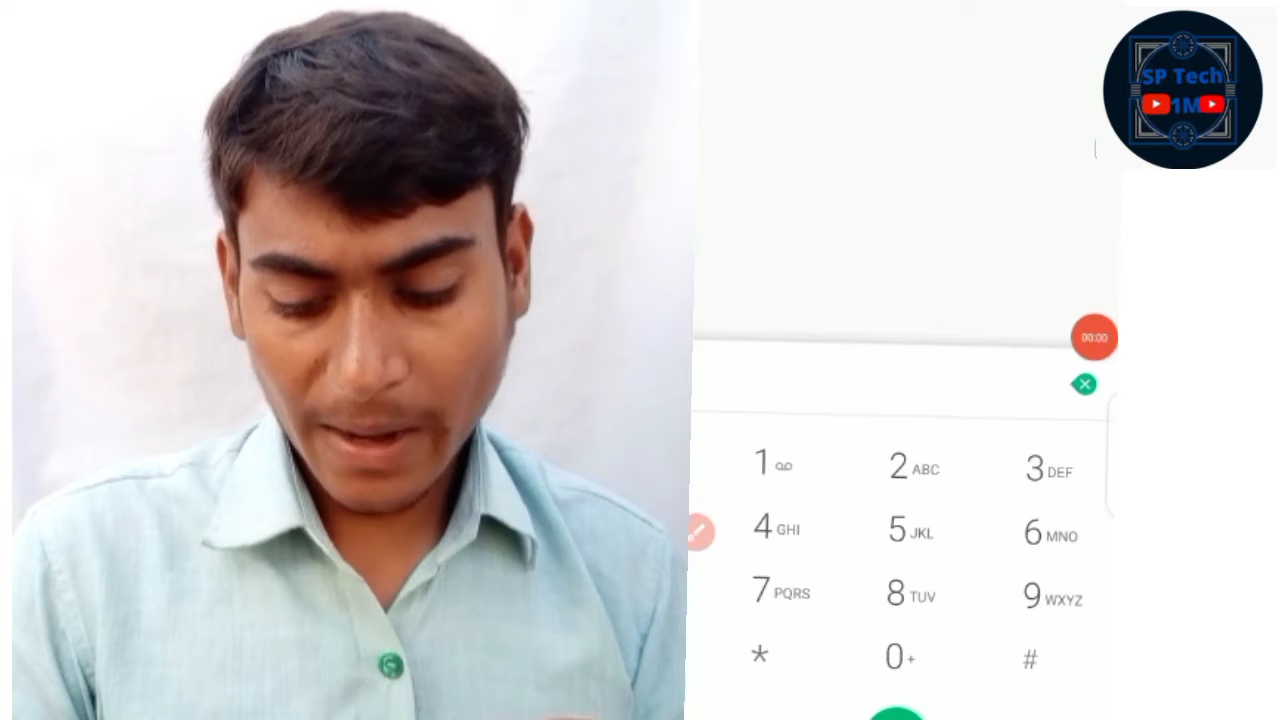 SP Tech
1M
00:00
1
2 ABC
3 DEF
4 GHI
5 JKL
6 MNO
7 PQRS
8 TUV
9 WXYZ
*
0 +
#